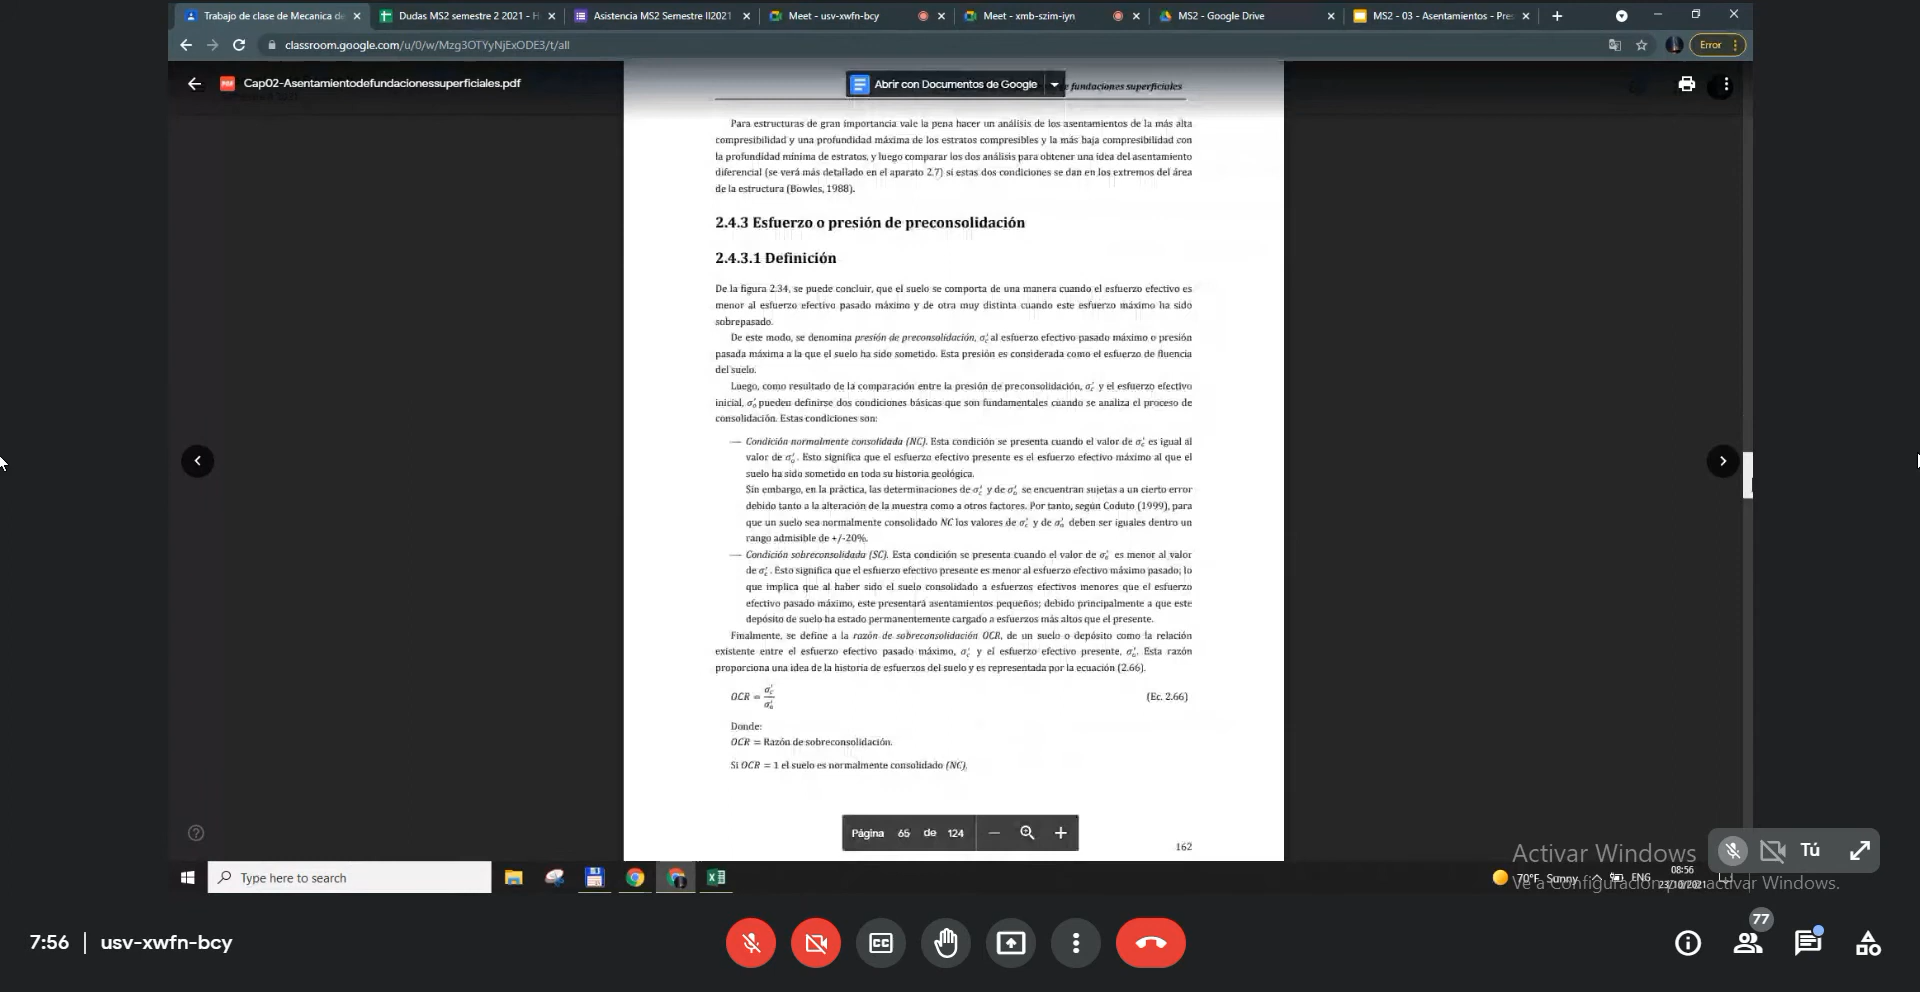 Trabajo de clase de Mecanica de
Dudas MS2 semestre 2 2021 - H
Asistencia MS2 Semestre II2021
Meet - usv-xwfn-bcy
Meet - xmb-szim-iyn
MS2 - Google Drive
MS2 - 03 - Asentamientos - Pre
classroom.google.com/u/0/w/Mzg3OTYyNjExODE3/t/all
Error
PDF
Cap02-Asentamientodefundacionessuperficiales.pdf
Abrir con Documentos de Google
e fundaciones superficiales
Para estructuras de gran importancia vale la pena hacer un análisis de los asentamientos de la más alta
compresibilidad y una profundidad máxima de los estratos compresibles y la más baja compresibilidad con
la profundidad mínima de estratos, y luego comparar los dos análisis para obtener una idea del asentamiento
diferencial (se verá más detallado en el aparato 2.7) si estas dos condiciones se dan en los extremos del área
de la estructura (Bowles, 1988).
2.4.3 Esfuerzo o presión de preconsolidación
2.4.3.1 Definición
De la figura 2.34, se puede concluir, que el suelo se comporta de una manera cuando el esfuerzo efectivo es
menor al esfuerzo efectivo pasado máximo y de otra muy distinta cuando este esfuerzo máximo ha sido
sobrepasado.
De este modo, se denomina presión de preconsolidación, σ'c al esfuerzo efectivo pasado máximo o presión
pasada máxima a la que el suelo ha sido sometido. Esta presión es considerada como el esfuerzo de fluencia
del suelo.
Luego, como resultado de la comparación entre la presión de preconsolidación, σ'c y el esfuerzo efectivo
inicial, σ'o pueden definirse dos condiciones básicas que son fundamentales cuando se analiza el proceso de
consolidación. Estas condiciones son:
— Condición normalmente consolidada (NC). Esta condición se presenta cuando el valor de σ'c es igual al
valor de σ'o. Esto significa que el esfuerzo efectivo presente es el esfuerzo efectivo máximo al que el
suelo ha sido sometido en toda su historia geológica.
Sin embargo, en la práctica, las determinaciones de σ'c y de σ'o se encuentran sujetas a un cierto error
debido tanto a la alteración de la muestra como a otros factores. Por tanto, según Coduto (1999), para
que un suelo sea normalmente consolidado NC los valores de σ'c y de σ'o deben ser iguales dentro un
rango admisible de +/-20%.
— Condición sobreconsolidada (SC). Esta condición se presenta cuando el valor de σ'o es menor al valor
de σ'c. Esto significa que el esfuerzo efectivo presente es menor al esfuerzo efectivo máximo pasado; lo
que implica que al haber sido el suelo consolidado a esfuerzos efectivos menores que el esfuerzo
efectivo pasado máximo, este presentará asentamientos pequeños; debido principalmente a que este
depósito de suelo ha estado permanentemente cargado a esfuerzos más altos que el presente.
Finalmente, se define a la razón de sobreconsolidación OCR, de un suelo o depósito como la relación
existente entre el esfuerzo efectivo pasado máximo, σ'c y el esfuerzo efectivo presente, σ'o. Esta razón
proporciona una idea de la historia de esfuerzos del suelo y es representada por la ecuación (2.66).
OCR = σ'c / σ'o (Ec. 2.66)
Donde:
OCR = Razón de sobreconsolidación.
Si OCR = 1 el suelo es normalmente consolidado (NC).
Página 65 de 124
162
Type here to search
70°F Sunny
ENG
08:56
23/10/2021
Activar Windows
Ve a Configuración para activar Windows.
Tú
7:56 | usv-xwfn-bcy
CC
77